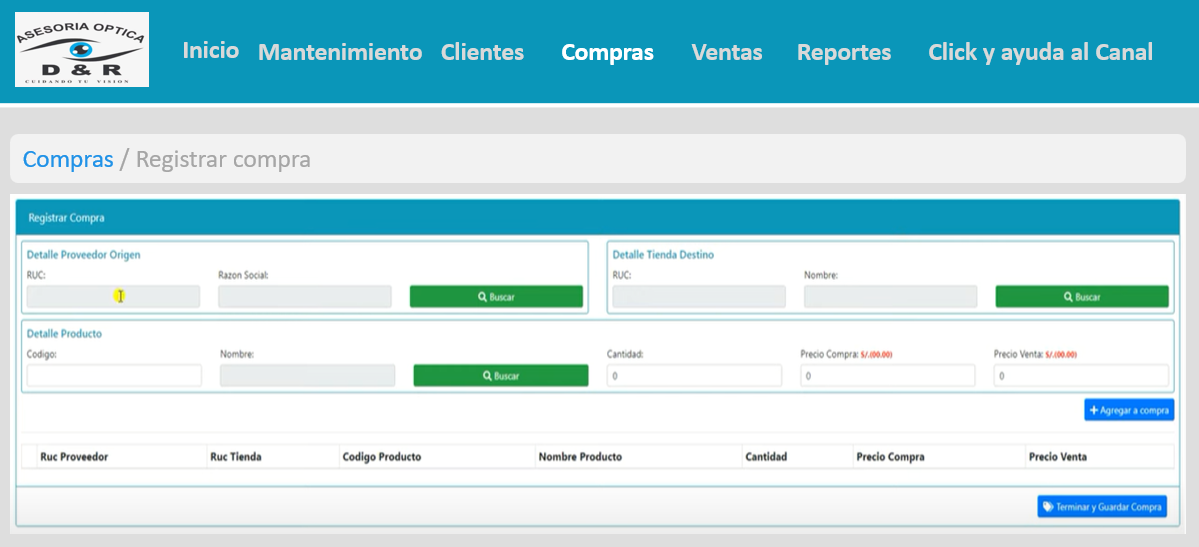 ASESORIA OPTICA
D & R
CUIDANDO TU VISION
Inicio Mantenimiento Clientes Compras Ventas Reportes Click y ayuda al Canal
Compras / Registrar compra
Registrar Compra
Detalle Proveedor Origen
RUC: Razon Social:
Buscar
Detalle Tienda Destino
RUC: Nombre:
Buscar
Detalle Producto
Codigo: Nombre: Cantidad: Precio Compra: S/.(00.00) Precio Venta: S/.(00.00)
Buscar 0 0 0
+ Agregar a compra
Ruc Proveedor Ruc Tienda Codigo Producto Nombre Producto Cantidad Precio Compra Precio Venta
Terminar y Guardar Compra